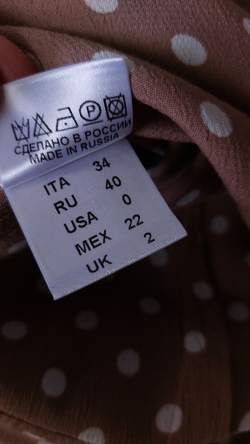 СДЕЛАНО В РОССИИ
MADE IN RUSSIA
ITA 34
RU 40
USA 0
MEX 22
UK 2